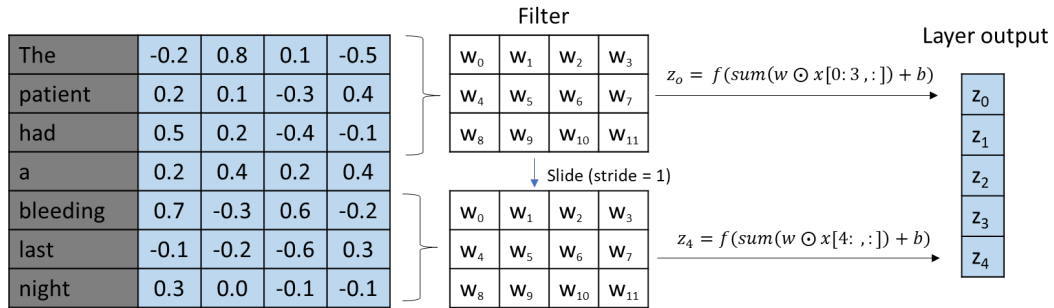 Filter
Layer output
The -0.2 0.8 0.1 -0.5
patient 0.2 0.1 -0.3 0.4
had 0.5 0.2 -0.4 -0.1
a 0.2 0.4 0.2 0.4
bleeding 0.7 -0.3 0.6 -0.2
last -0.1 -0.2 -0.6 0.3
night 0.3 0.0 -0.1 -0.1
w₀ w₁ w₂ w₃
w₄ w₅ w₆ w₇
w₈ w₉ w₁₀ w₁₁
Slide (stride = 1)
w₀ w₁ w₂ w₃
w₄ w₅ w₆ w₇
w₈ w₉ w₁₀ w₁₁
zₒ = f(sum(w ⊙ x[0:3,:]) + b)
z₄ = f(sum(w ⊙ x[4:,:]) + b)
z₀
z₁
z₂
z₃
z₄